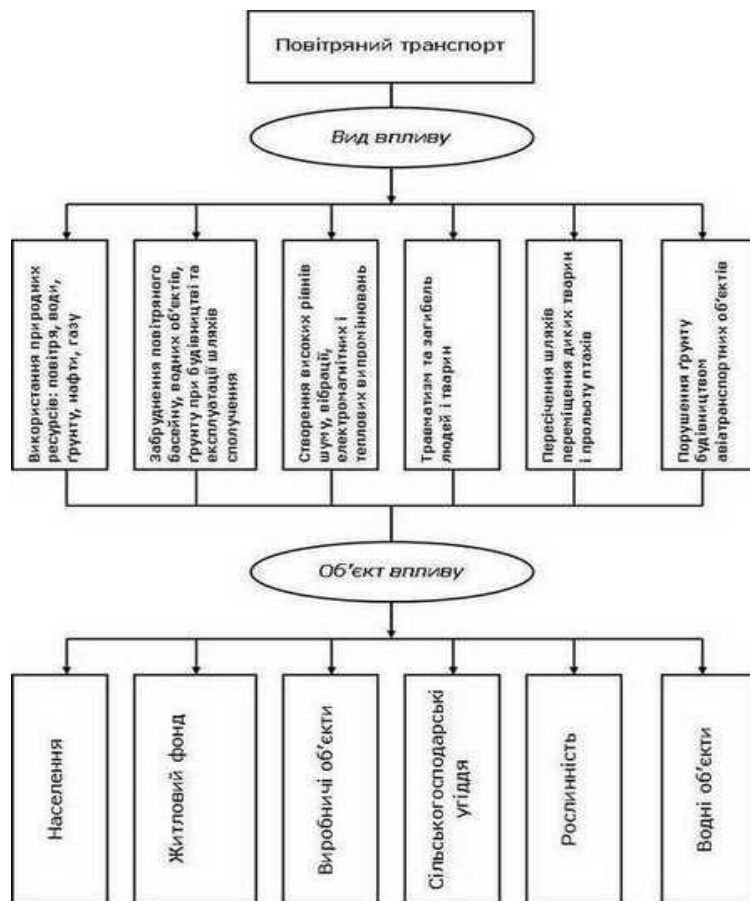 Повітряний транспорт
Вид впливу
Використання природних
ресурсів: повітря, води,
ґрунту, нафти, газу
Забруднення повітряного
басейну, водних об'єктів,
ґрунту при будівництві та
експлуатації шляхів
сполучення
Створення високих рівнів
шуму, вібрації,
електромагнітних і
теплових випромінювань
Травматизм та загибель
людей і тварин
Пересічення шляхів
переміщення диких тварин
і прольоту птахів
Порушення ґрунту
будівництвом
авіатранспортних об'єктів
Об'єкт впливу
Населення
Житловий фонд
Виробничі об'єкти
Сільськогосподарські
угіддя
Рослинність
Водні об'єкти